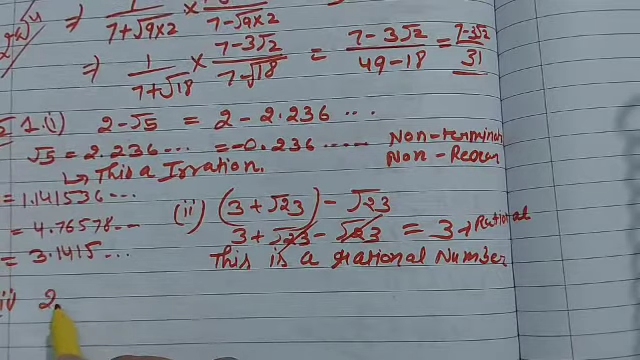 ⇒ 1/(7+√9×2) × /(7-√9×2)
⇒ 1/(7+√18) × (7-3√2)/(7-√18) = (7-3√2)/(49-18) = (7-3√2)/31
1.(i) 2-√5 = 2-2.236...
√5 = 2.236... = -0.236...... Non-terminan
↳ This a Irration. Non-Recurr
= 1.141536...
(ii) (3+√23)-√23
= 4.76578...
3+√23-√23 = 3 → Rational
= 3.1415...
This is a rational Number
ii) 2